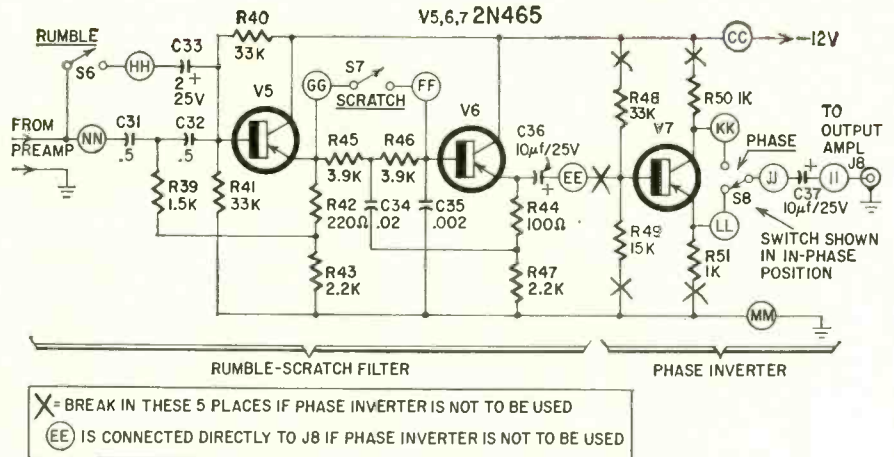 V5,6,7 2N465
RUMBLE
S6
HH
C33
2 +
25V
R40
33K
V5
GG
S7
SCRATCH
FF
V6
CC
-12V
R48
33K
R50 1K
KK
V7
PHASE
TO
OUTPUT
AMPL
J8
FROM
PREAMP
NN
C31
.5
C32
.5
R39
1.5K
R41
33K
R45
3.9K
R46
3.9K
C36
10µf/25V
+
EE
S8
JJ
+
C37
10µf/25V
II
LL
R42
220Ω
C34
.02
C35
.002
R44
100Ω
R49
15K
R51
1K
SWITCH SHOWN
IN IN-PHASE
POSITION
R43
2.2K
R47
2.2K
MM
RUMBLE-SCRATCH FILTER
PHASE INVERTER
X = BREAK IN THESE 5 PLACES IF PHASE INVERTER IS NOT TO BE USED
EE IS CONNECTED DIRECTLY TO J8 IF PHASE INVERTER IS NOT TO BE USED